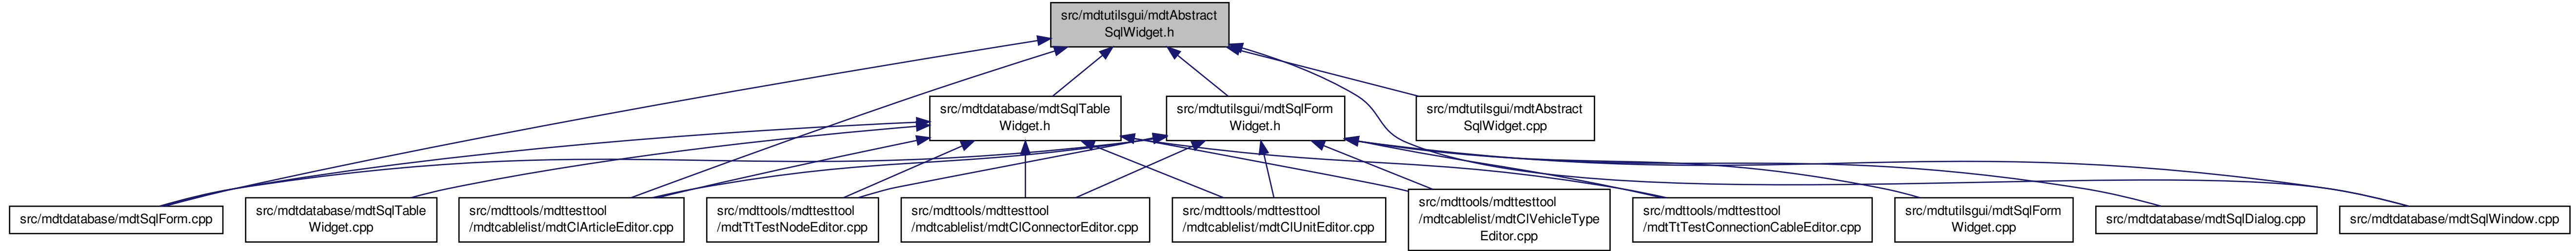 src/mdtutilsgui/mdtAbstract
SqlWidget.h
src/mdtdatabase/mdtSqlTable
Widget.h
src/mdtutilsgui/mdtSqlForm
Widget.h
src/mdtutilsgui/mdtAbstract
SqlWidget.cpp
src/mdtdatabase/mdtSqlForm.cpp
src/mdtdatabase/mdtSqlTable
Widget.cpp
src/mdttools/mdttesttool
/mdtcablelist/mdtClArticleEditor.cpp
src/mdttools/mdttesttool
/mdtTtTestNodeEditor.cpp
src/mdttools/mdttesttool
/mdtcablelist/mdtClConnectorEditor.cpp
src/mdttools/mdttesttool
/mdtcablelist/mdtClUnitEditor.cpp
src/mdttools/mdttesttool
/mdtcablelist/mdtClVehicleType
Editor.cpp
src/mdttools/mdttesttool
/mdtTtTestConnectionCableEditor.cpp
src/mdtutilsgui/mdtSqlForm
Widget.cpp
src/mdtdatabase/mdtSqlDialog.cpp
src/mdtdatabase/mdtSqlWindow.cpp